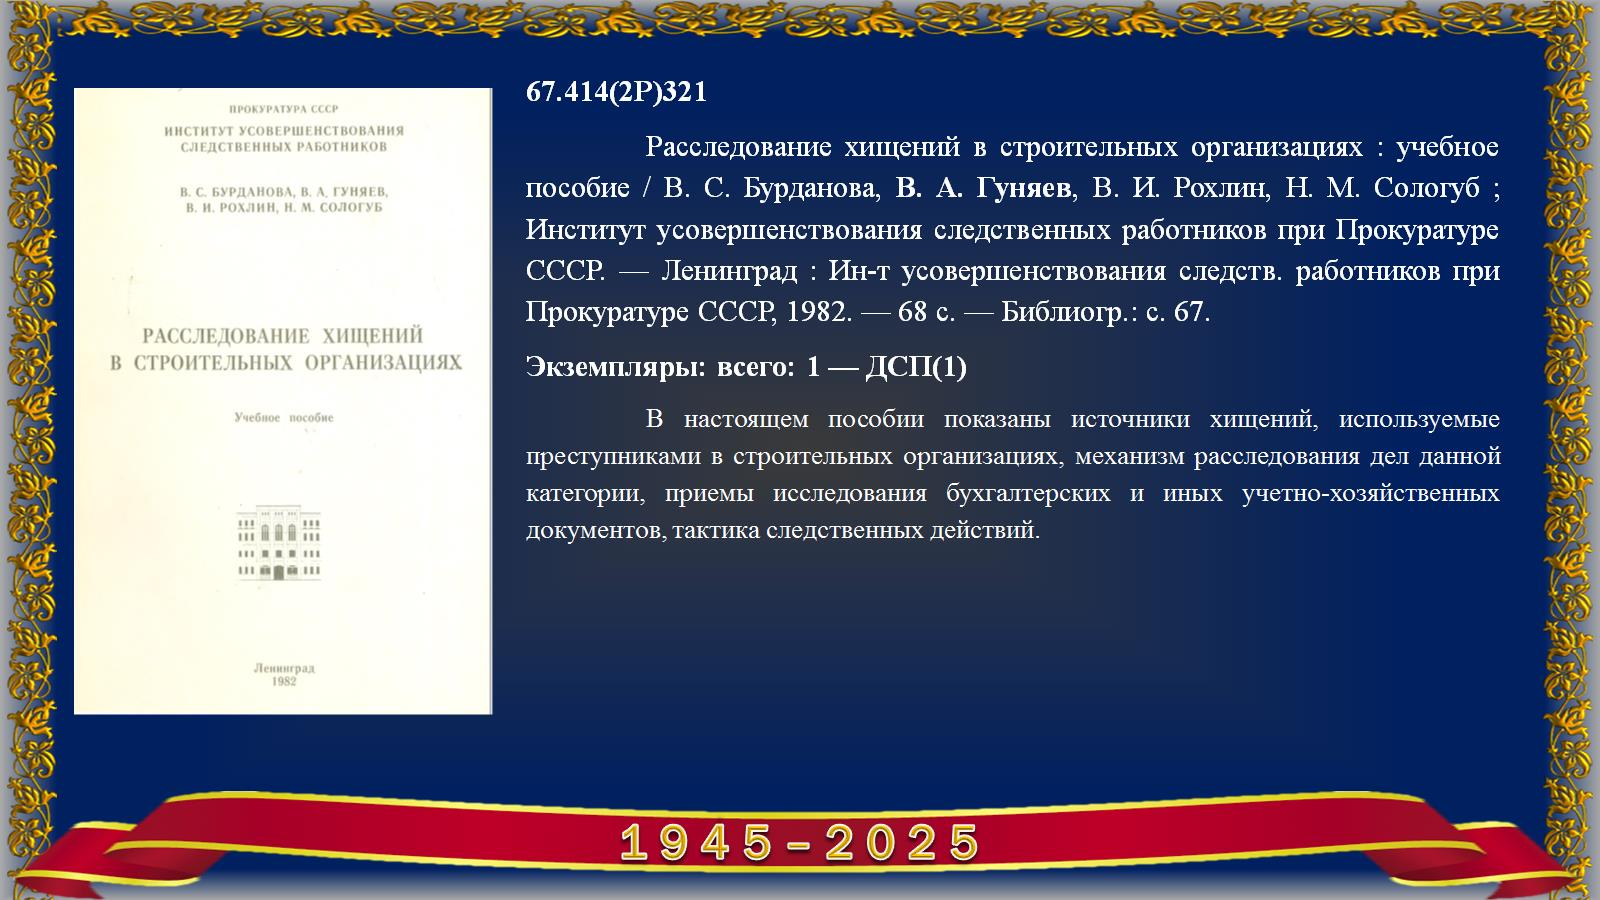 ПРОКУРАТУРА СССР
ИНСТИТУТ УСОВЕРШЕНСТВОВАНИЯ
СЛЕДСТВЕННЫХ РАБОТНИКОВ
В. С. БУРДАНОВА, В. А. ГУНЯЕВ,
В. И. РОХЛИН, Н. М. СОЛОГУБ
РАССЛЕДОВАНИЕ ХИЩЕНИЙ
В СТРОИТЕЛЬНЫХ ОРГАНИЗАЦИЯХ
Учебное пособие
Ленинград
1982
67.414(2Р)321
Расследование хищений в строительных организациях : учебное
пособие / В. С. Бурданова, В. А. Гуняев, В. И. Рохлин, Н. М. Сологуб ;
Институт усовершенствования следственных работников при Прокуратуре
СССР. — Ленинград : Ин-т усовершенствования следств. работников при
Прокуратуре СССР, 1982. — 68 с. — Библиогр.: с. 67.
Экземпляры: всего: 1 — ДСП(1)
В настоящем пособии показаны источники хищений, используемые
преступниками в строительных организациях, механизм расследования дел данной
категории, приемы исследования бухгалтерских и иных учетно-хозяйственных
документов, тактика следственных действий.
1945–2025